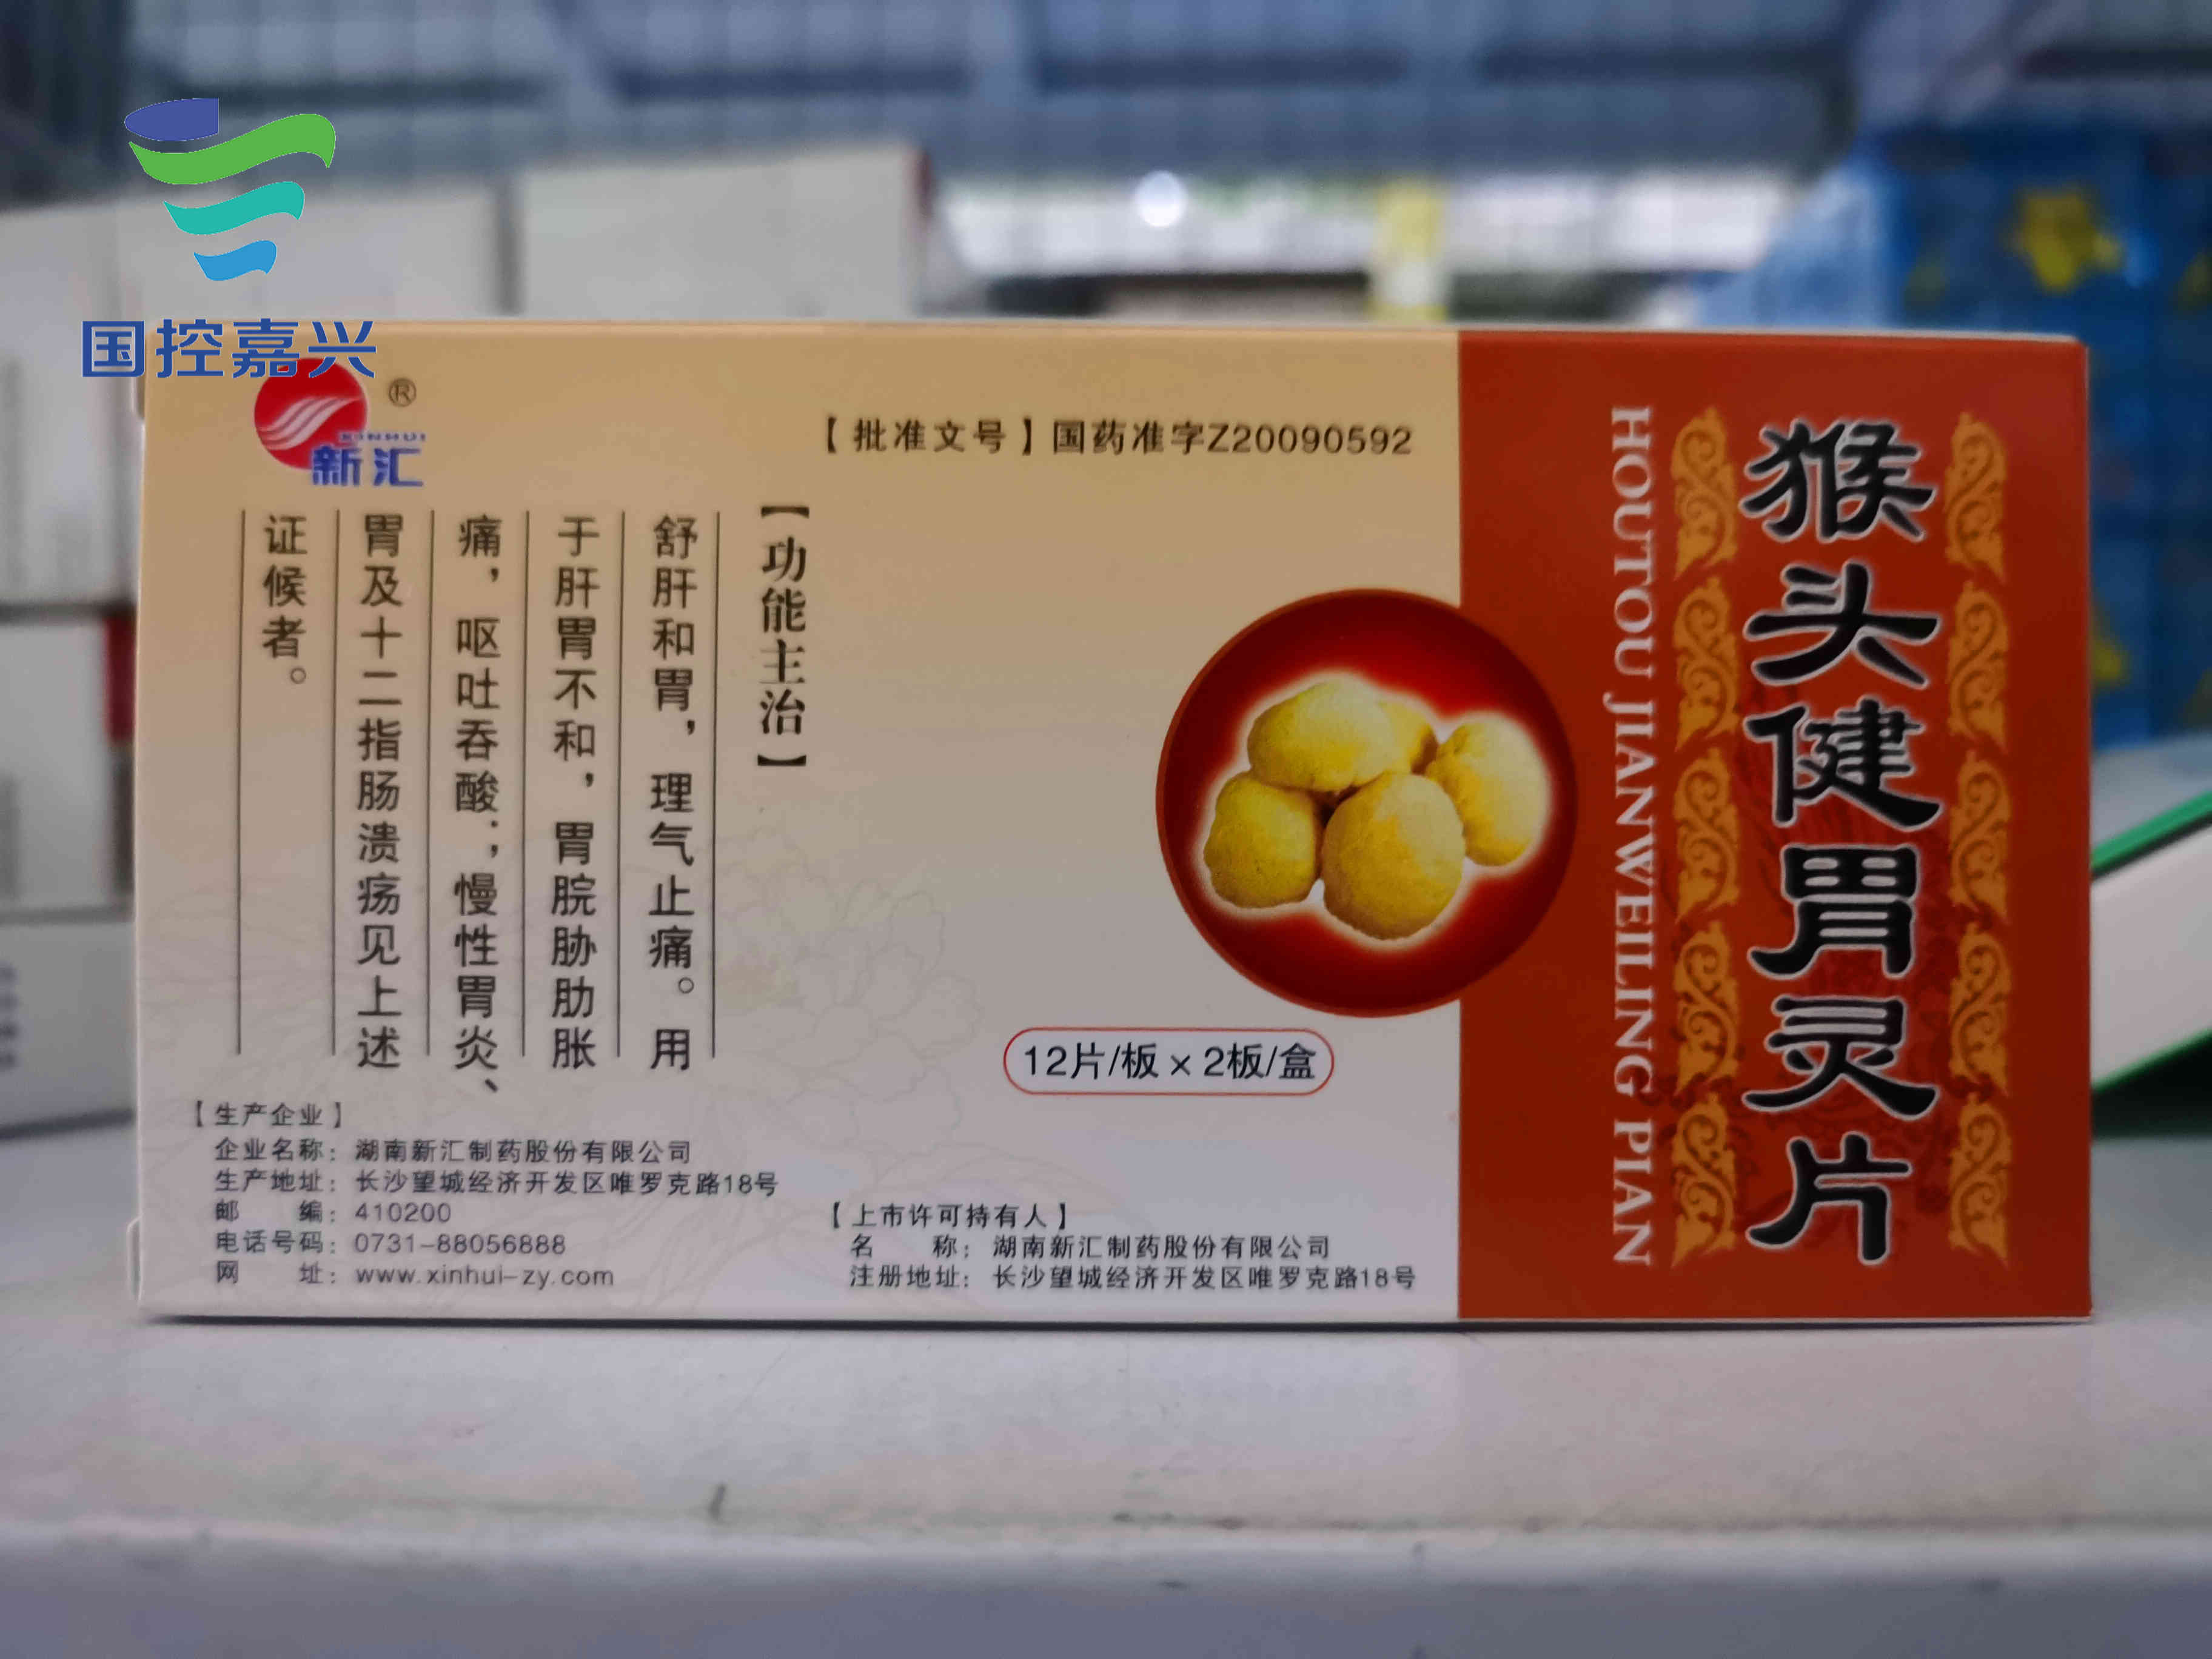 国控嘉兴
XINHUI
新汇
®
【批准文号】国药准字Z20090592
猴头健胃灵片
HOUTOU JIANWEILING PIAN
【功能主治】
舒肝和胃，理气止痛。用
于肝胃不和，胃脘胁肋胀
痛，呕吐吞酸；慢性胃炎、
胃及十二指肠溃疡见上述
证候者。
12片/板×2板/盒
【生产企业】
企业名称：湖南新汇制药股份有限公司
生产地址：长沙望城经济开发区唯罗克路18号
邮 编：410200
电话号码：0731-88056888
网 址：www.xinhui-zy.com
【上市许可持有人】
名 称：湖南新汇制药股份有限公司
注册地址：长沙望城经济开发区唯罗克路18号